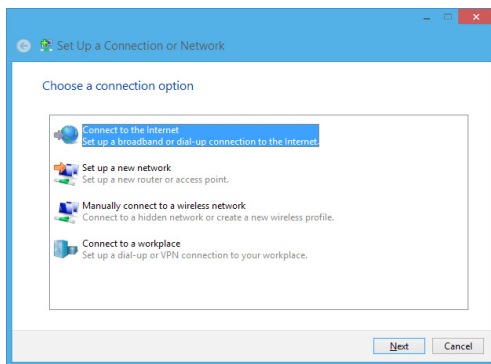 Set Up a Connection or Network
Choose a connection option
Connect to the Internet
Set up a broadband or dial-up connection to the Internet.
Set up a new network
Set up a new router or access point.
Manually connect to a wireless network
Connect to a hidden network or create a new wireless profile.
Connect to a workplace
Set up a dial-up or VPN connection to your workplace.
Next Cancel